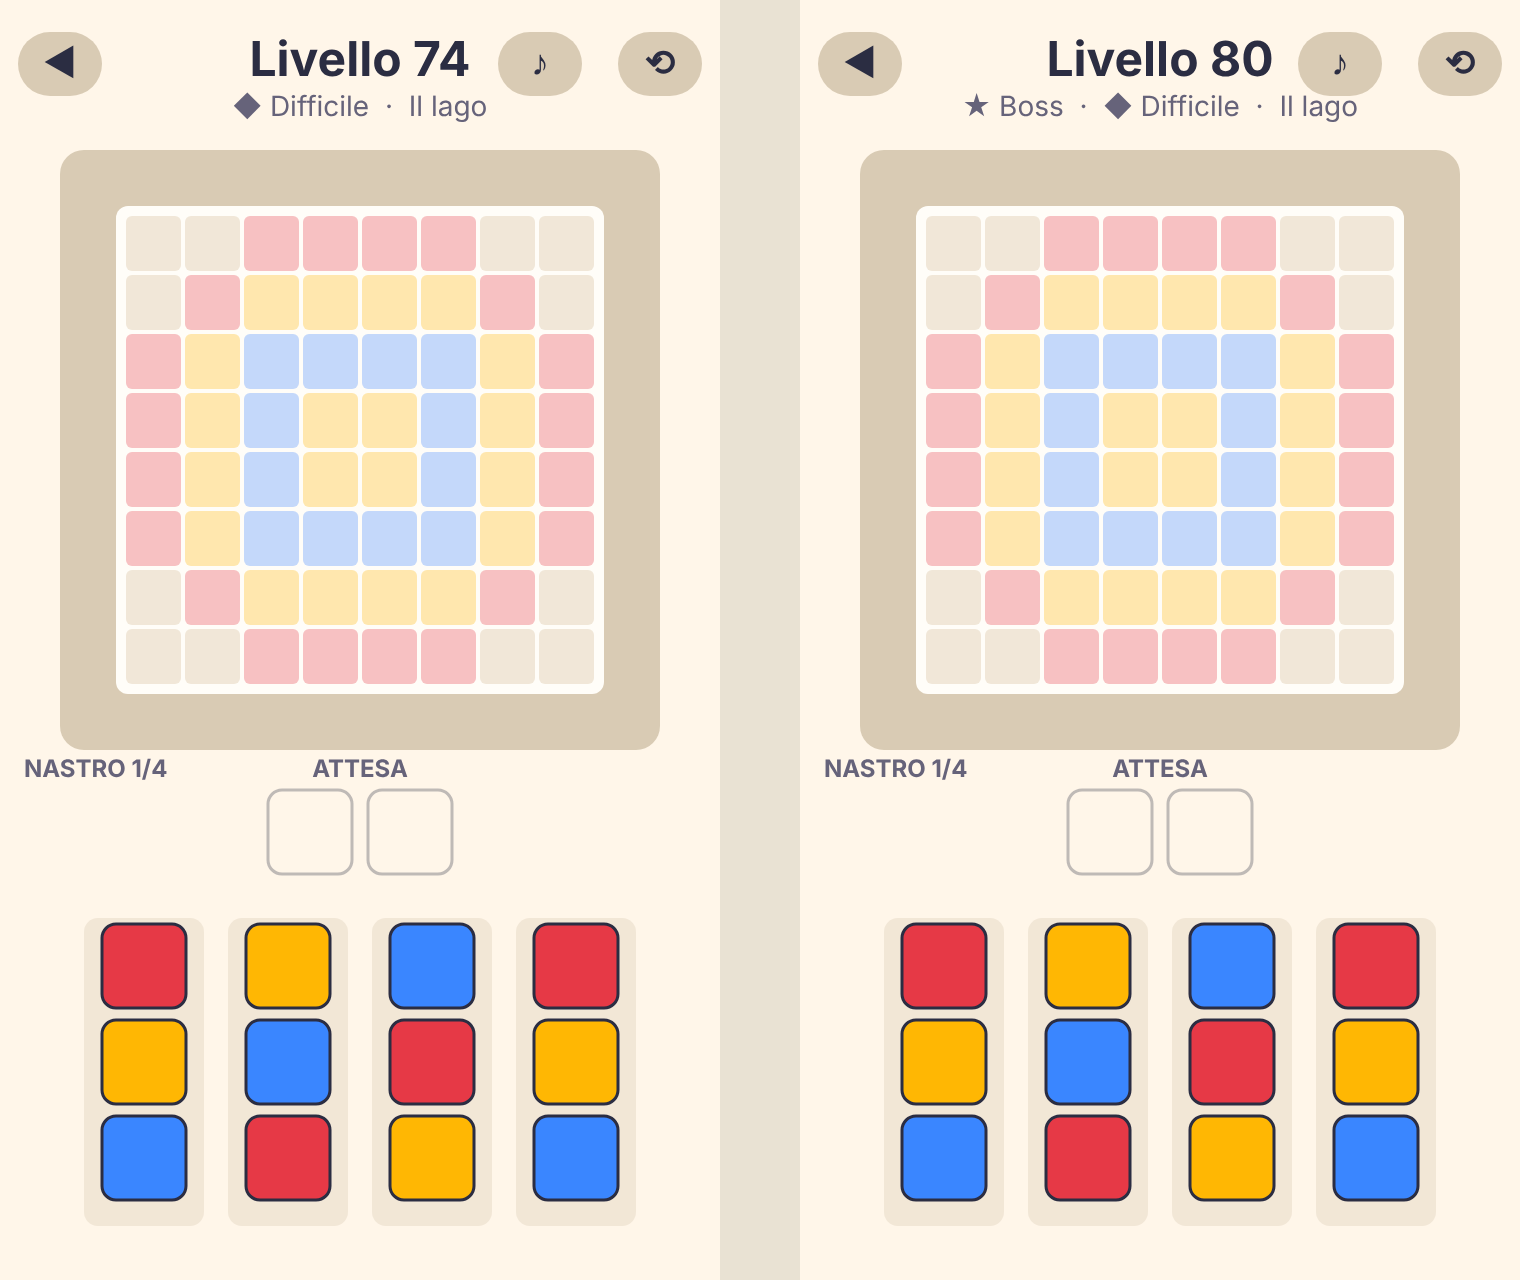 Livello 74
◆ Difficile · Il lago
NASTRO 1/4
ATTESA
Livello 80
★ Boss · ◆ Difficile · Il lago
NASTRO 1/4
ATTESA